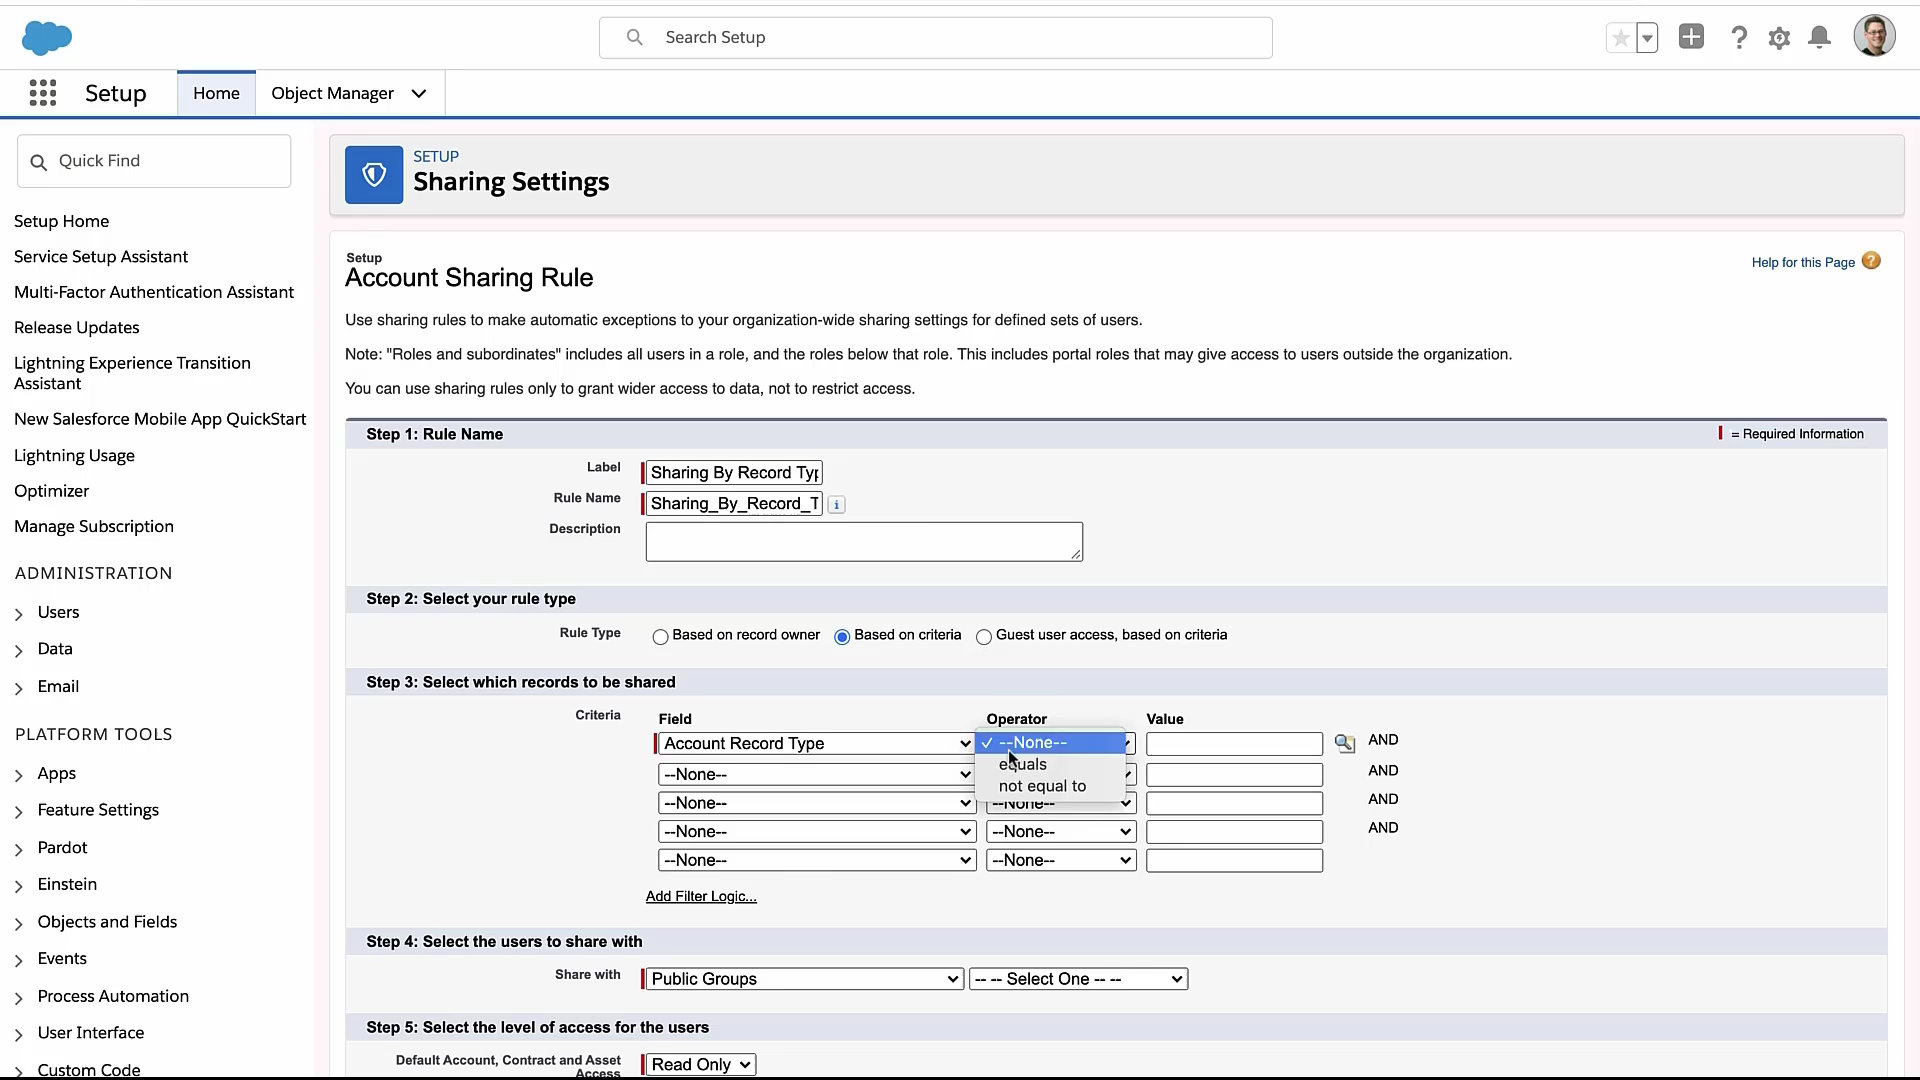 Search Setup
Setup
Home
Object Manager
Quick Find
Setup Home
Service Setup Assistant
Multi-Factor Authentication Assistant
Release Updates
Lightning Experience Transition
Assistant
New Salesforce Mobile App QuickStart
Lightning Usage
Optimizer
Manage Subscription
ADMINISTRATION
Users
Data
Email
PLATFORM TOOLS
Apps
Feature Settings
Pardot
Einstein
Objects and Fields
Events
Process Automation
User Interface
Custom Code
SETUP
Sharing Settings
Setup
Account Sharing Rule
Help for this Page
Use sharing rules to make automatic exceptions to your organization-wide sharing settings for defined sets of users.
Note: "Roles and subordinates" includes all users in a role, and the roles below that role. This includes portal roles that may give access to users outside the organization.
You can use sharing rules only to grant wider access to data, not to restrict access.
Step 1: Rule Name
= Required Information
Label Sharing By Record Typ
Rule Name Sharing_By_Record_T
Description
Step 2: Select your rule type
Rule Type Based on record owner Based on criteria Guest user access, based on criteria
Step 3: Select which records to be shared
Criteria Field Operator Value
Account Record Type --None-- AND
--None-- equals AND
not equal to
--None-- --None-- AND
--None-- --None-- AND
--None-- --None--
Add Filter Logic...
Step 4: Select the users to share with
Share with Public Groups -- -- Select One -- --
Step 5: Select the level of access for the users
Default Account, Contract and Asset
Access
Read Only